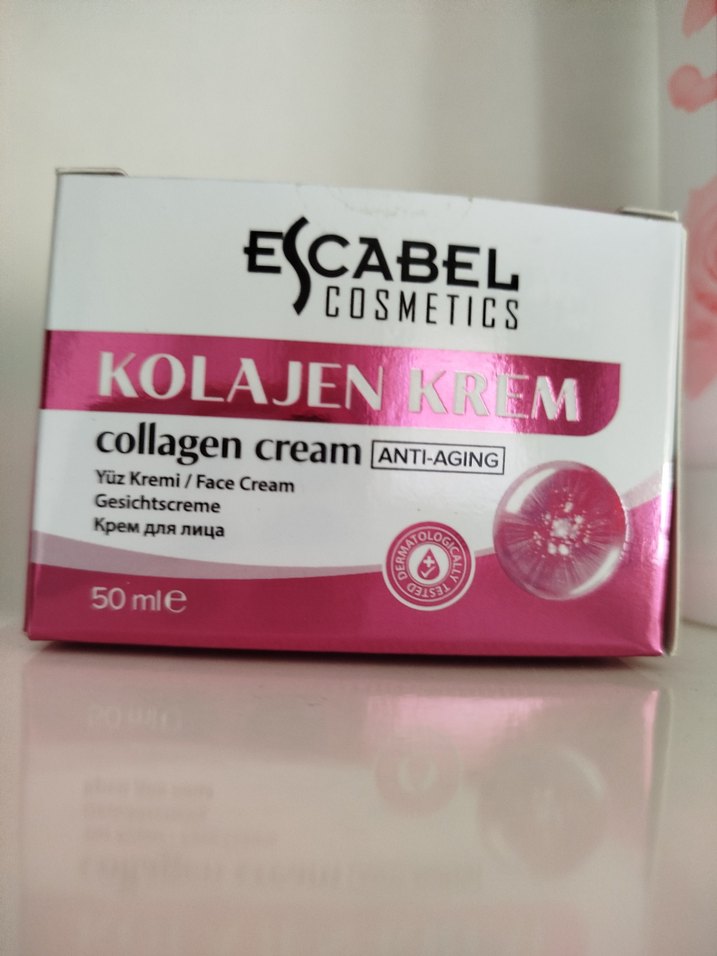 ESCABEL
COSMETICS
KOLAJEN KREM
collagen cream ANTI-AGING
Yüz Kremi / Face Cream
Gesichtscreme
Крем для лица
DERMATOLOGICALLY TESTED
50 ml℮